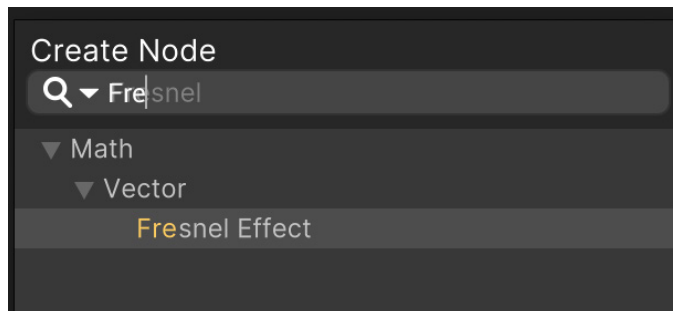 Create Node
Fresnel
Math
Vector
Fresnel Effect